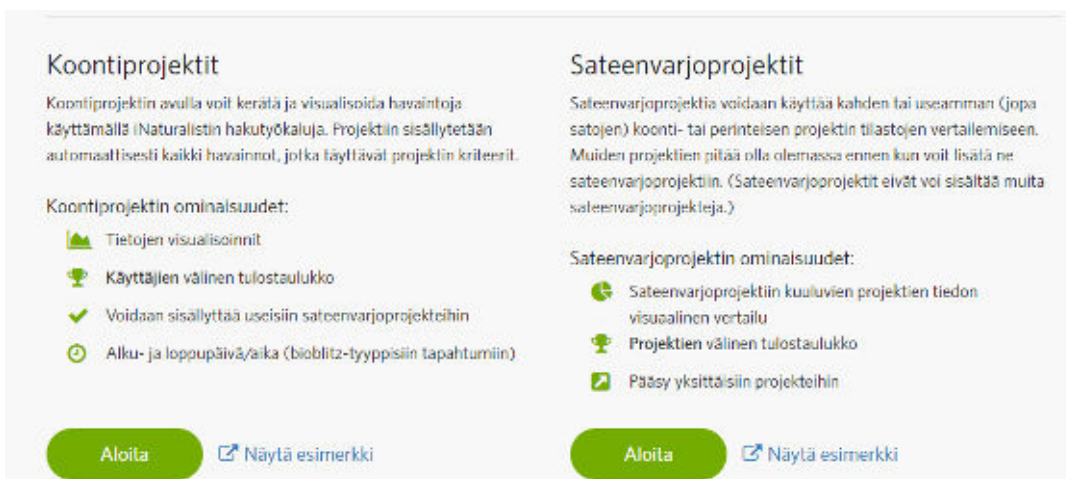 Koontiprojektit
Koontiprojektin avulla voit kerätä ja visualisoida havaintoja
käyttämällä iNaturalistin hakutyökaluja. Projektiin sisällytetään
automaattisesti kaikki havainnot, jotka täyttävät projektin kriteerit.
Koontiprojektin ominaisuudet:
Tietojen visualisoinnit
Käyttäjien välinen tulostaulukko
Voidaan sisällyttää useisiin sateenvarjoprojekteihin
Alku- ja loppupäivä/aika (bioblitz-tyyppisiin tapahtumiin)
Aloita
Näytä esimerkki
Sateenvarjoprojektit
Sateenvarjoprojektia voidaan käyttää kahden tai useamman (jopa
satojen) koonti- tai perinteisen projektin tilastojen vertailemiseen.
Muiden projektien pitää olla olemassa ennen kun voit lisätä ne
sateenvarjoprojektiin. (Sateenvarjoprojektit eivät voi sisältää muita
sateenvarjoprojekteja.)
Sateenvarjoprojektin ominaisuudet:
Sateenvarjoprojektiin kuuluvien projektien tiedon
visuaalinen vertailu
Projektien välinen tulostaulukko
Pääsy yksittäisiin projekteihin
Aloita
Näytä esimerkki